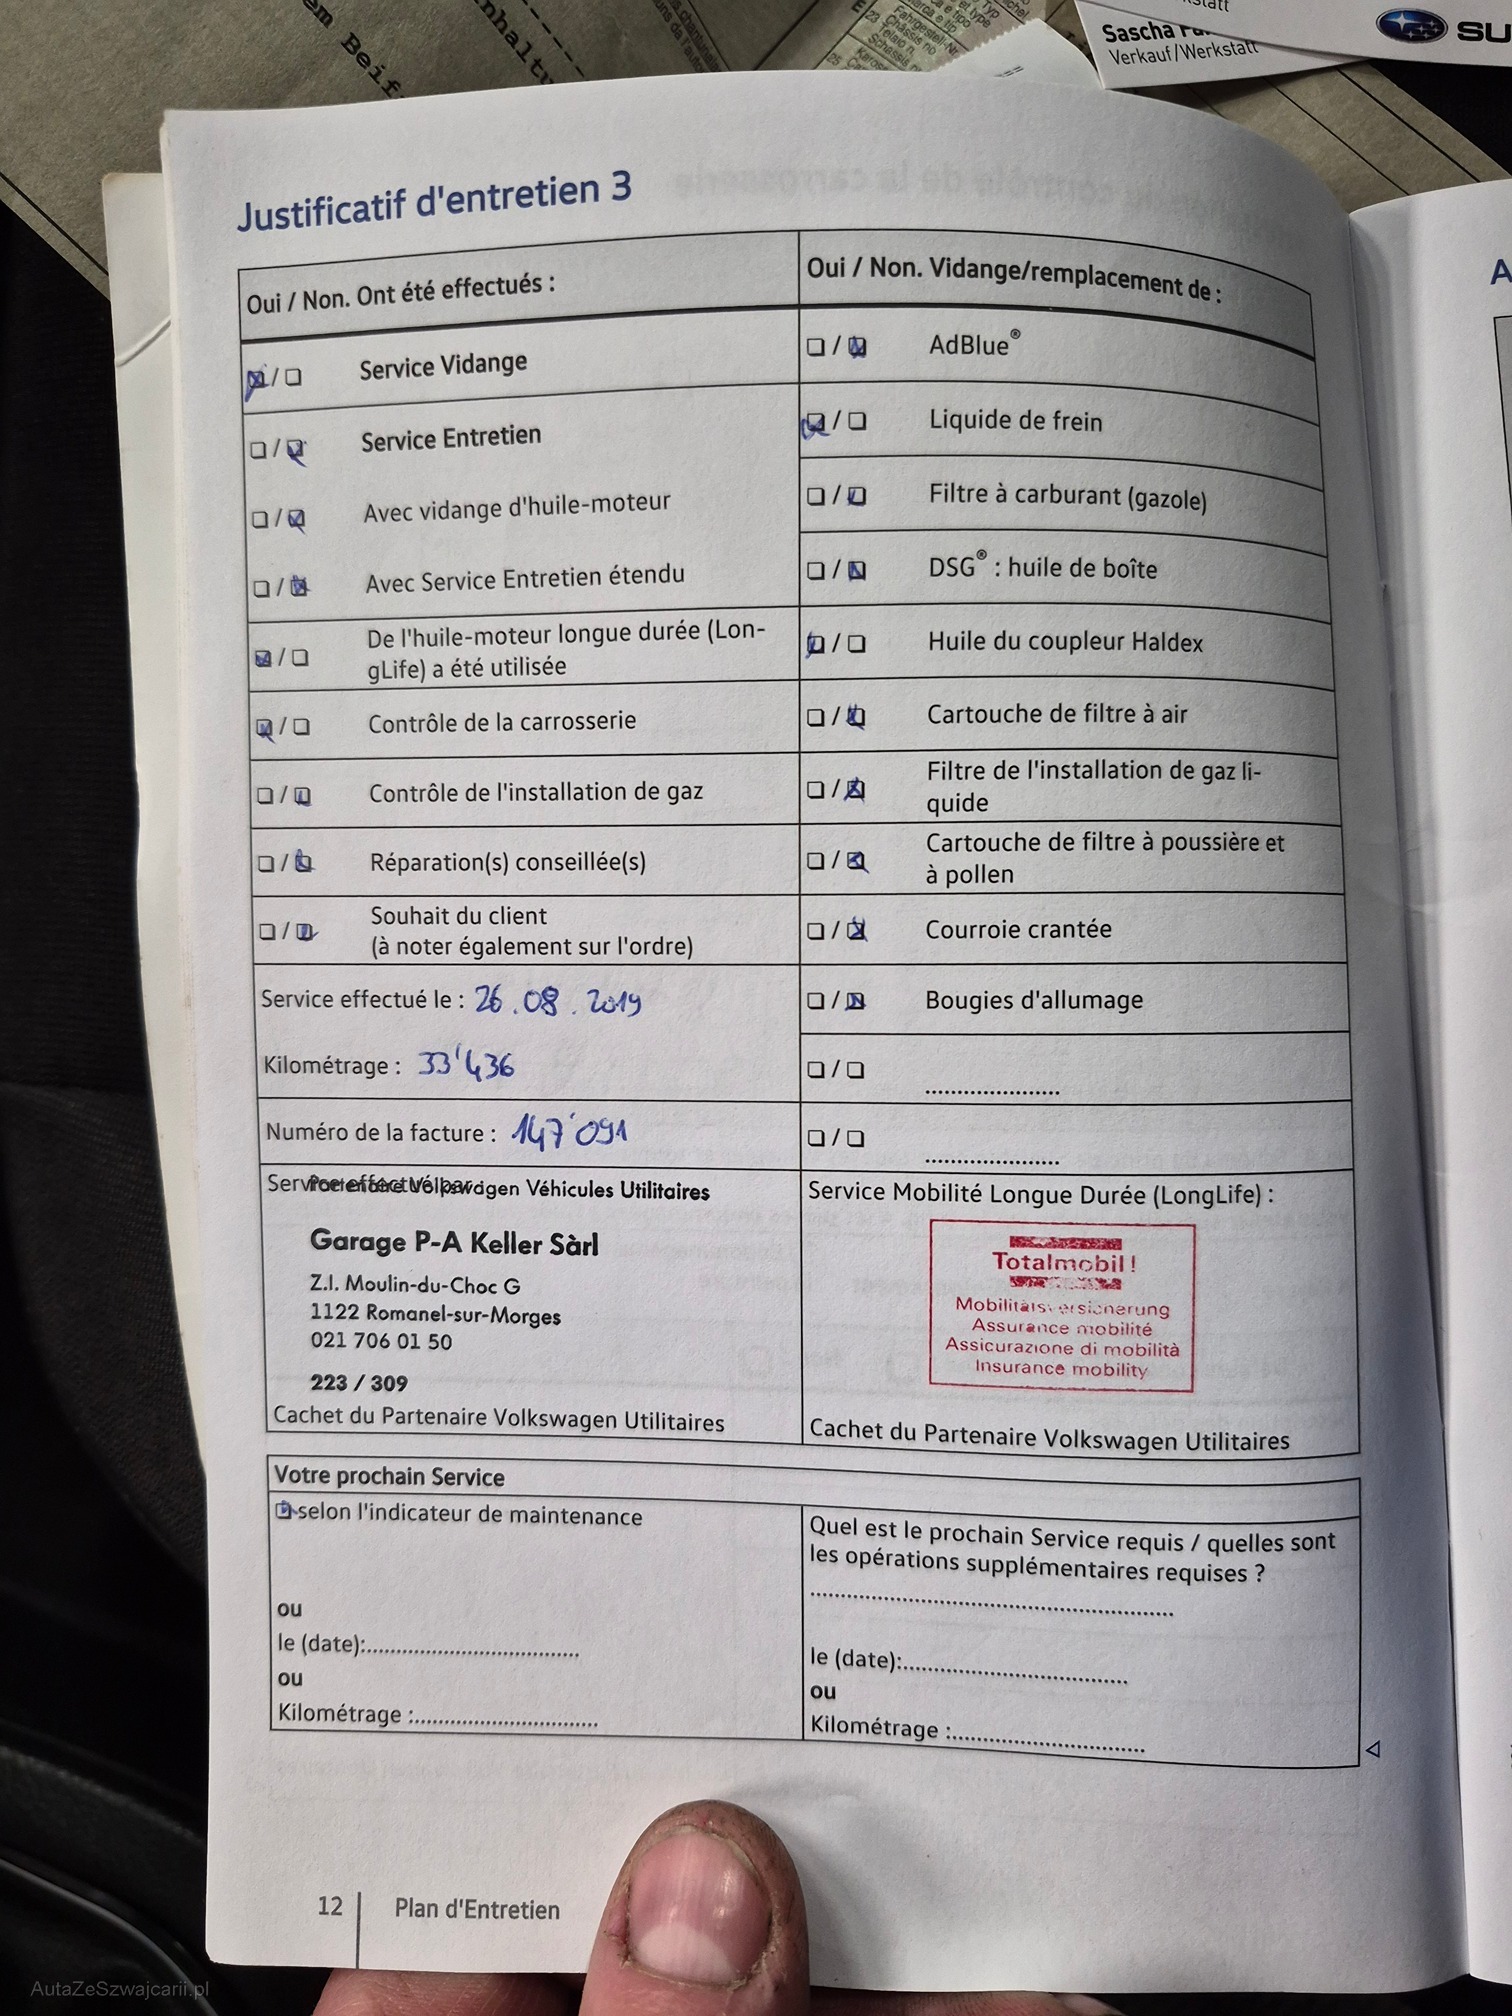 em Beif
nhaltu
Sascha
Verkauf/Werkstatt
SU
Justificatif d'entretien 3
Oui / Non. Ont été effectués :
Oui / Non. Vidange/remplacement de :
❏ / ❏ Service Vidange
❏ / ❏ AdBlue®
❏ / ❏ Service Entretien
❏ / ❏ Liquide de frein
❏ / ❏ Avec vidange d'huile-moteur
❏ / ❏ Filtre à carburant (gazole)
❏ / ❏ Avec Service Entretien étendu
❏ / ❏ DSG® : huile de boîte
❏ / ❏ De l'huile-moteur longue durée (Lon-
gLife) a été utilisée
❏ / ❏ Huile du coupleur Haldex
❏ / ❏ Contrôle de la carrosserie
❏ / ❏ Cartouche de filtre à air
❏ / ❏ Contrôle de l'installation de gaz
❏ / ❏ Filtre de l'installation de gaz li-
quide
❏ / ❏ Réparation(s) conseillée(s)
❏ / ❏ Cartouche de filtre à poussière et
à pollen
❏ / ❏ Souhait du client
(à noter également sur l'ordre)
❏ / ❏ Courroie crantée
Service effectué le : 26.08.2019
❏ / ❏ Bougies d'allumage
Kilométrage : 33'436
❏ / ❏ ......................
Numéro de la facture : 147'091
❏ / ❏ ......................
Service effectué par :
Volkswagen Véhicules Utilitaires
Garage P-A Keller Sàrl
Z.I. Moulin-du-Choc G
1122 Romanel-sur-Morges
021 706 01 50
223 / 309
Cachet du Partenaire Volkswagen Utilitaires
Service Mobilité Longue Durée (LongLife) :
Totalmobil!
Mobilitätsversicherung
Assurance mobilité
Assicurazione di mobilità
Insurance mobility
Cachet du Partenaire Volkswagen Utilitaires
Votre prochain Service
❏ selon l'indicateur de maintenance
ou
le (date):....................................
ou
Kilométrage :...............................
Quel est le prochain Service requis / quelles sont
les opérations supplémentaires requises ?
.............................................................
le (date):......................................
ou
Kilométrage :................................
12 Plan d'Entretien
AutaZeSzwajcarii.pl